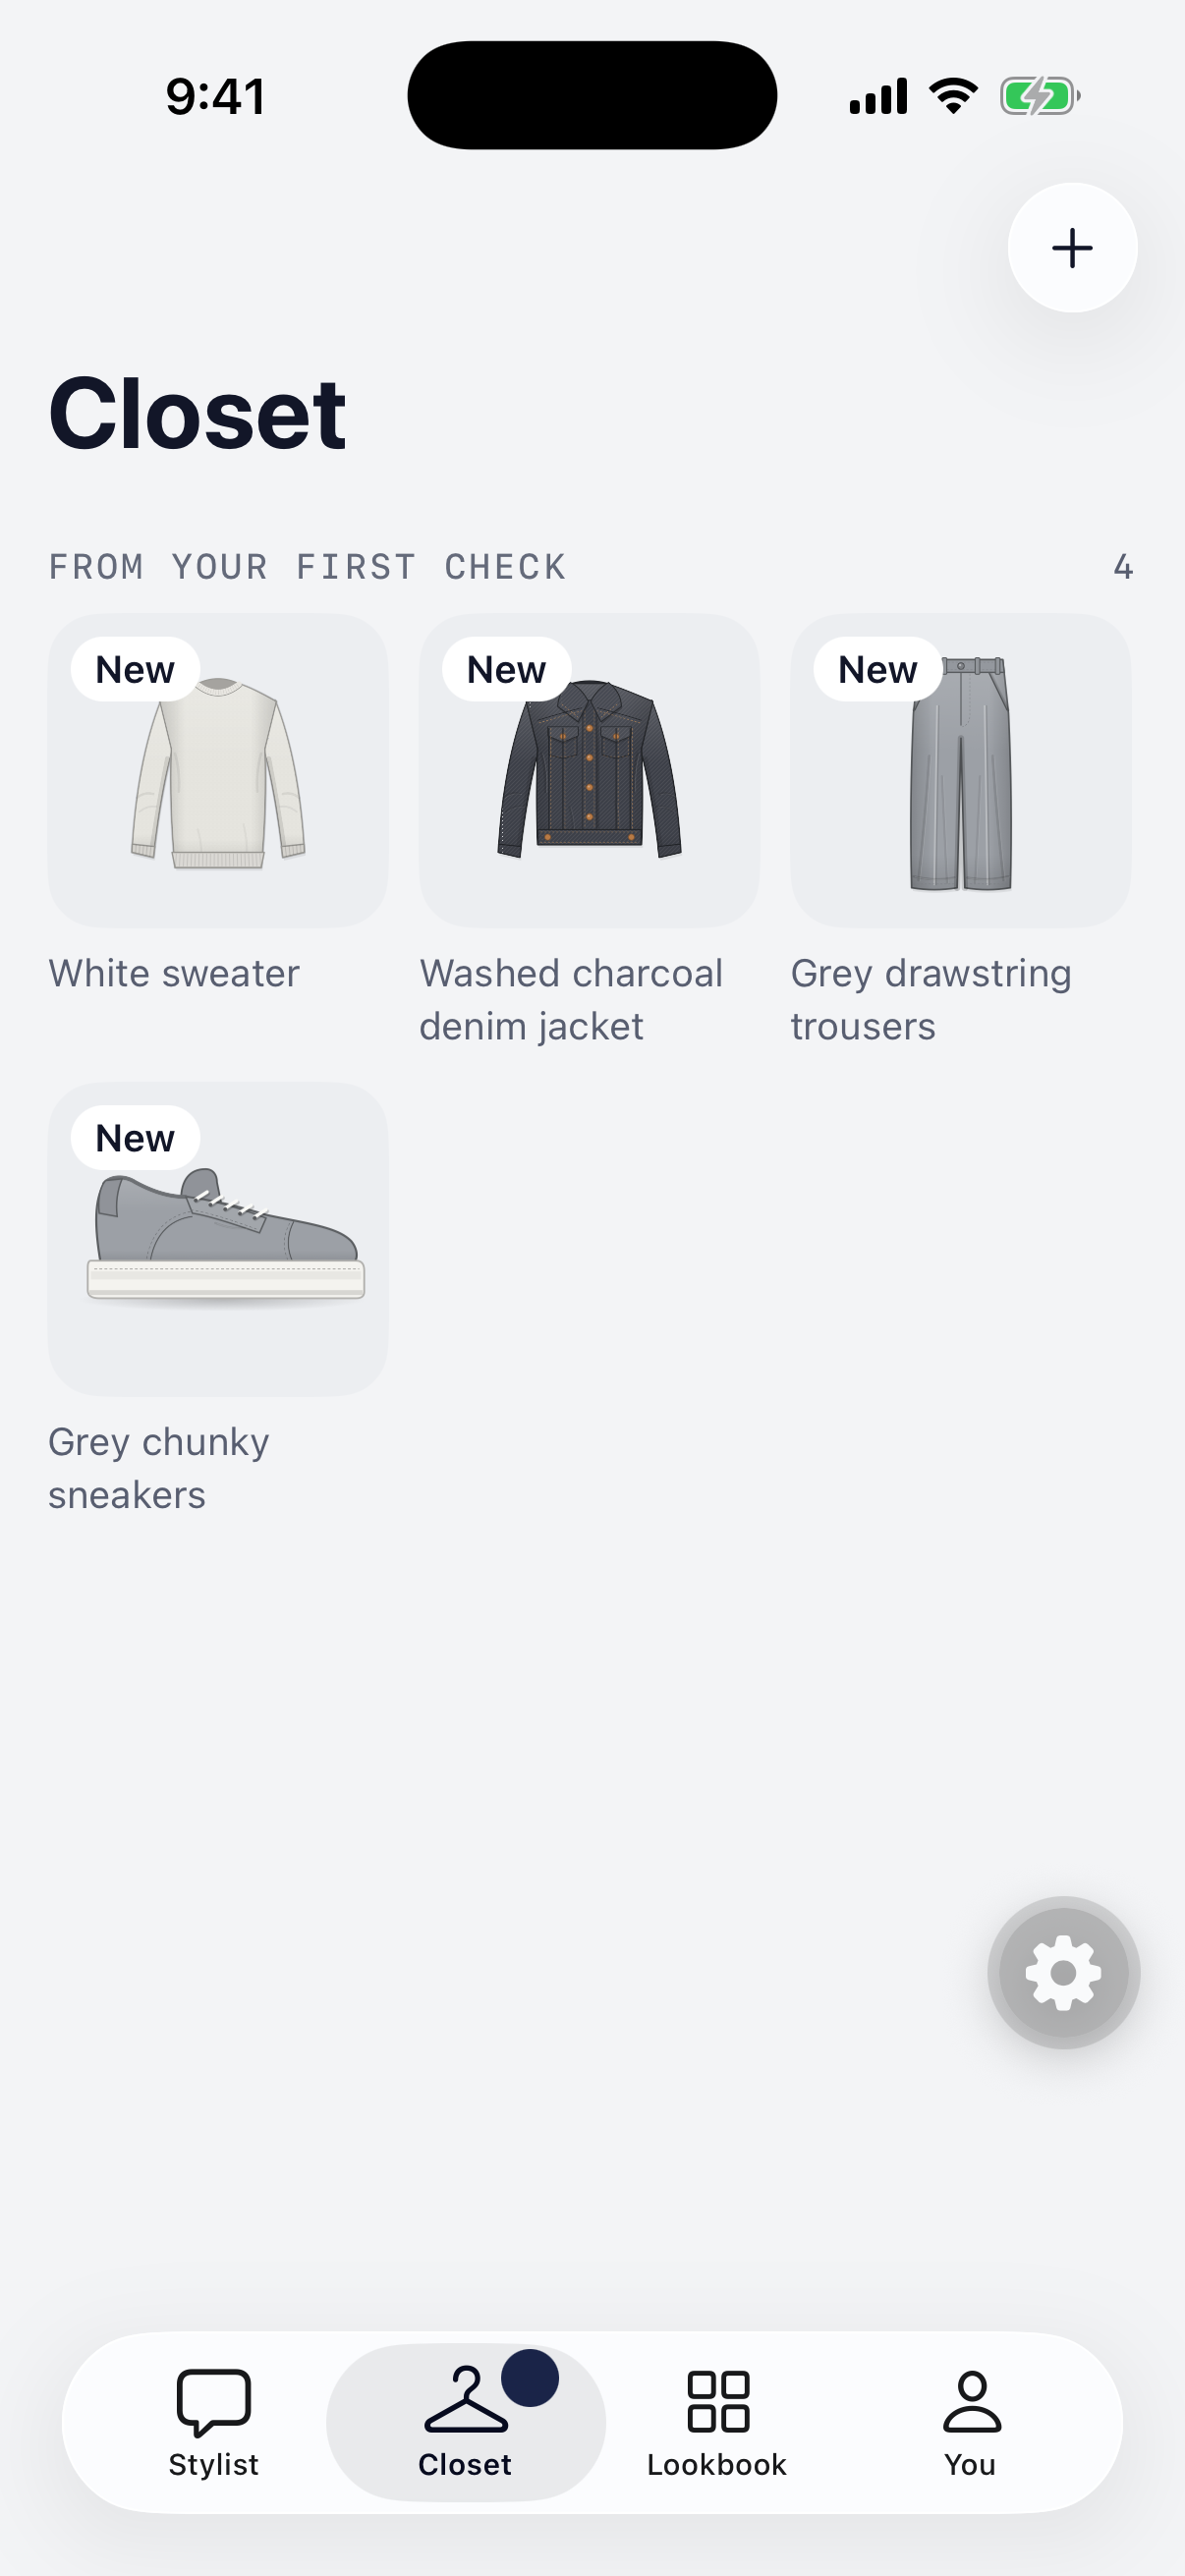 9:41
Closet
FROM YOUR FIRST CHECK 4
New New New
White sweater
Washed charcoal
denim jacket
Grey drawstring
trousers
New
Grey chunky
sneakers
Stylist Closet Lookbook You